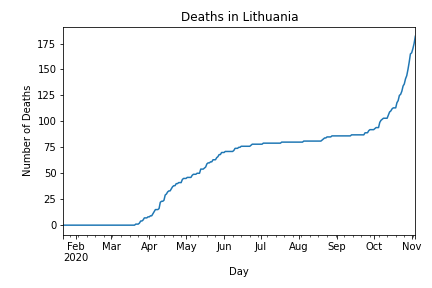 Deaths in Lithuania
175
150
125
100
75
50
25
0
Number of Deaths
Feb Mar Apr May Jun Jul Aug Sep Oct Nov
2020
Day